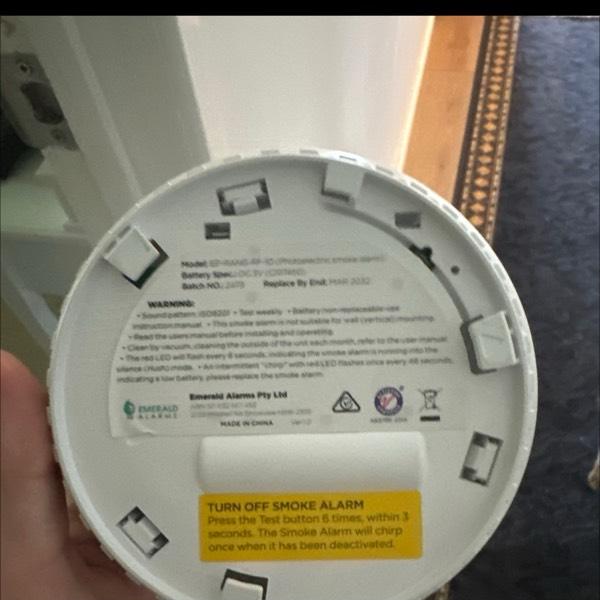 Model: (Photoelectric smoke alarm)
Battery Spec.: DC 3V
Batch NO.: Replace By End: MAR 2032
WARNING:
• Sound pattern: ISO8201 • Test weekly • Battery non-replaceable-use
instruction manual. • This smoke alarm is not suitable for wall (vertical) mounting.
• Read the users manual before installing and operating.
• Clean by vacuum, cleaning the outside of the unit each month, refer to the user manual.
• The red LED will flash every 8 seconds, indicating the smoke alarm is running into the
silence (Hush) mode. • An intermittent "chirp" with red LED flashes once every 48 seconds,
indicating a low battery, please replace the smoke alarm.
EMERALD
ALARMS
Emerald Alarms Pty Ltd
MADE IN CHINA
TURN OFF SMOKE ALARM
Press the Test button 6 times, within 3
seconds. The Smoke Alarm will chirp
once when it has been deactivated.